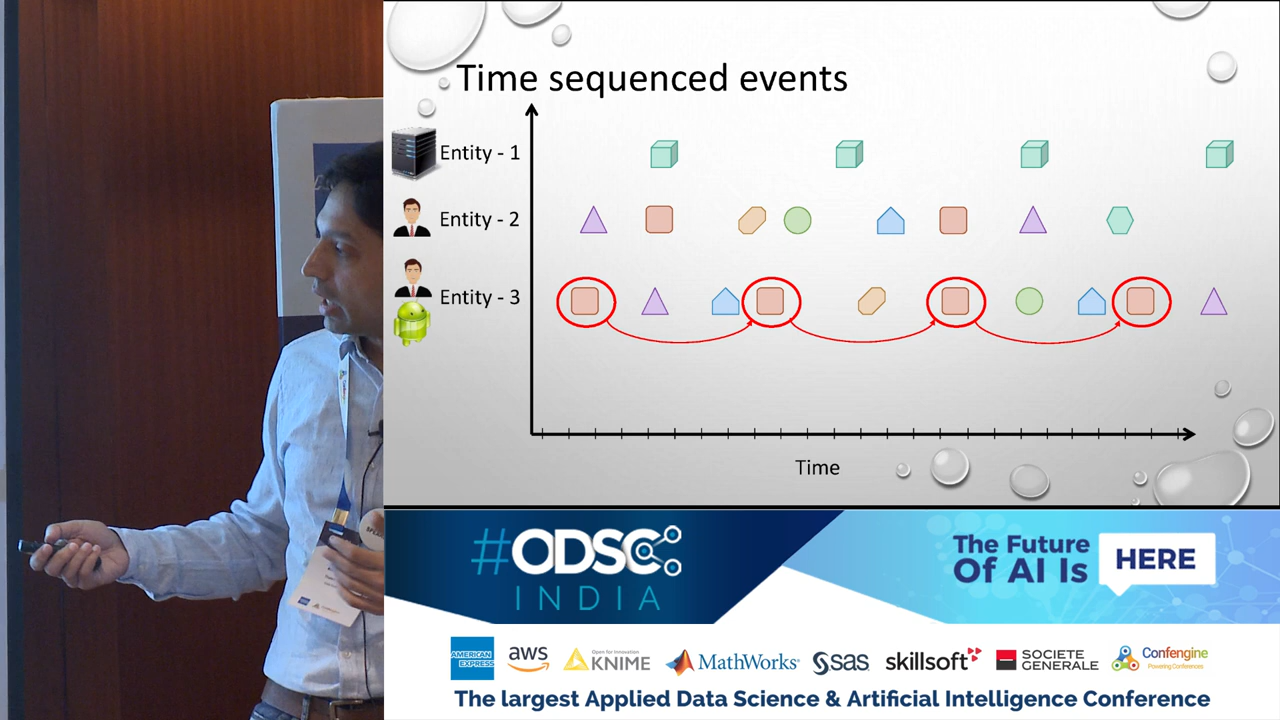 Time sequenced events
Entity - 1
Entity - 2
Entity - 3
Time
#ODSC
INDIA
The Future
Of AI Is
HERE
AMERICAN
EXPRESS
aws
Open for Innovation
KNIME
MathWorks
sas
skillsoft
SOCIETE
GENERALE
Confengine
Powering Conferences
The largest Applied Data Science & Artificial Intelligence Conference